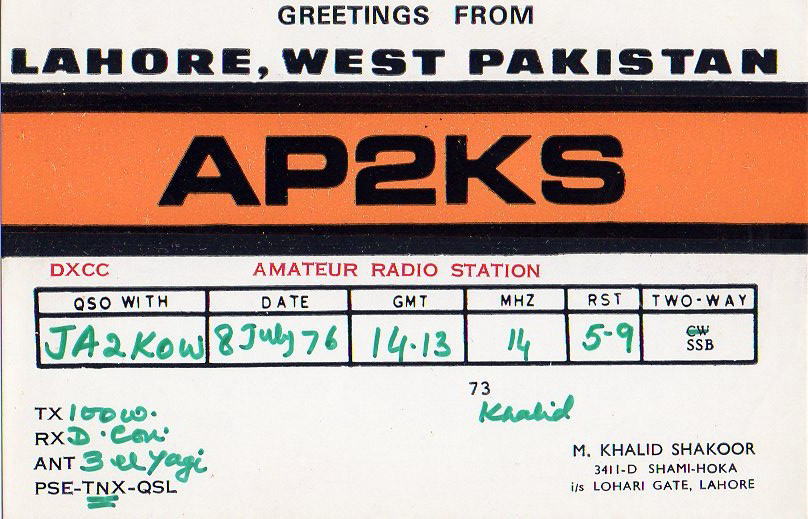 GREETINGS FROM
LAHORE, WEST PAKISTAN
AP2KS
DXCC AMATEUR RADIO STATION
QSO WITH DATE GMT MHZ RST TWO-WAY
JA2KOW 8 July 76 14.13 14 5-9 CW
SSB
73
TX 100w. Khalid
RX D. Con.
ANT 3 el Yagi
PSE-TNX-QSL
M. KHALID SHAKOOR
3411-D SHAMI-HOKA
i/s LOHARI GATE, LAHORE